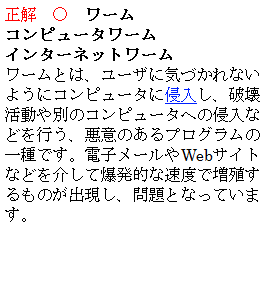 正解　○　ワーム
コンピュータワーム
インターネットワーム
ワームとは、ユーザに気づかれない
ようにコンピュータに侵入し、破壊
活動や別のコンピュータへの侵入な
どを行う、悪意のあるプログラムの
一種です。電子メールやWebサイト
などを介して爆発的な速度で増殖す
るものが出現し、問題となっていま
す。